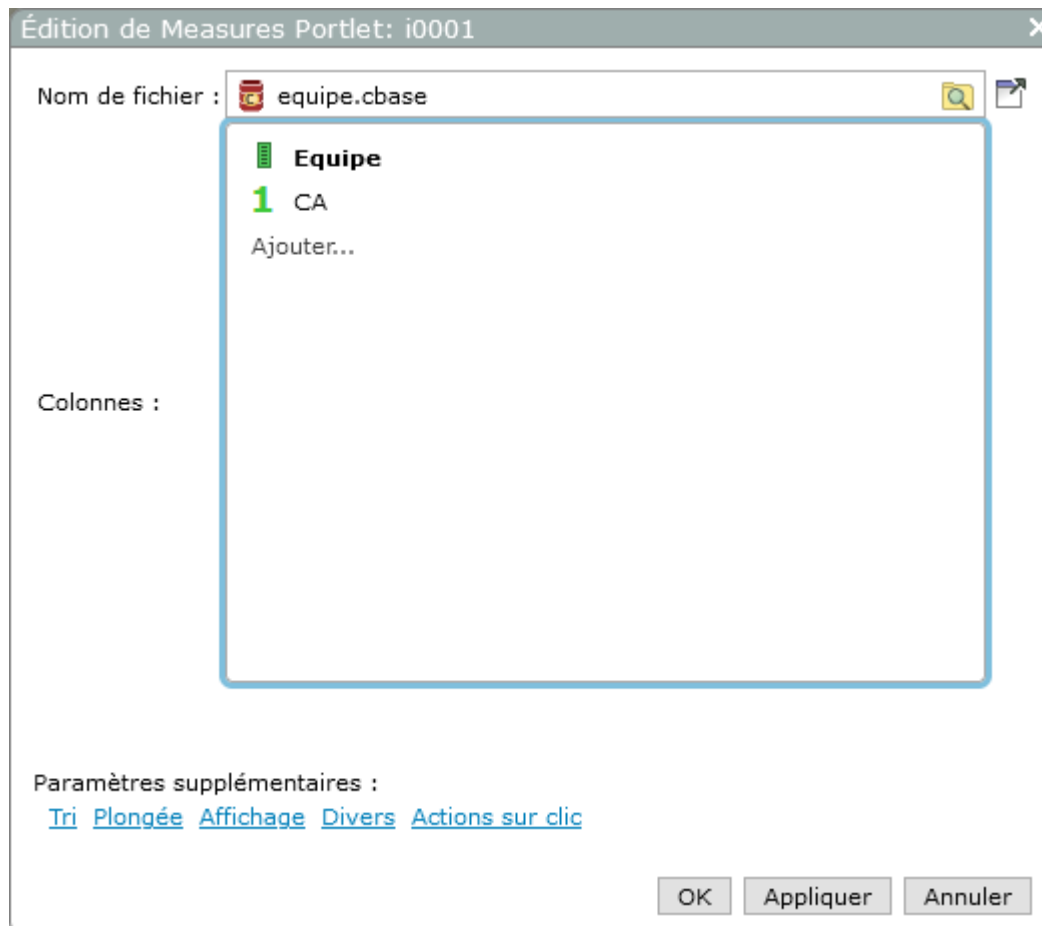 Édition de Measures Portlet: i0001
Nom de fichier : equipe.cbase
Equipe
1 CA
Ajouter...
Colonnes :
Paramètres supplémentaires :
Tri Plongée Affichage Divers Actions sur clic
OK Appliquer Annuler